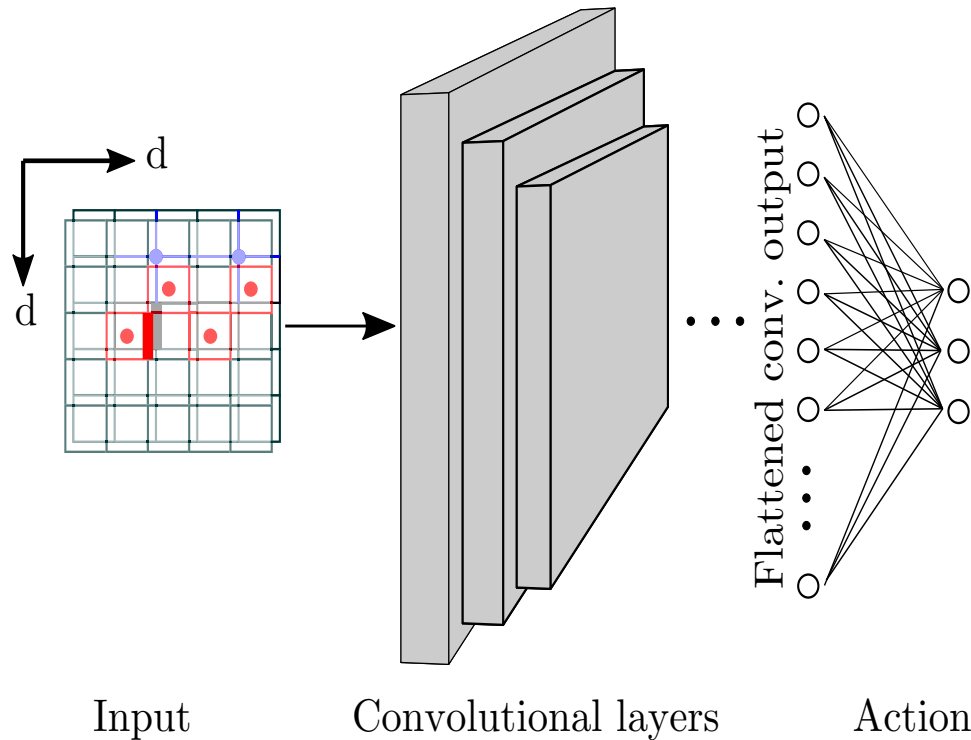 d
d
Flattened conv. output
Input
Convolutional layers
Action